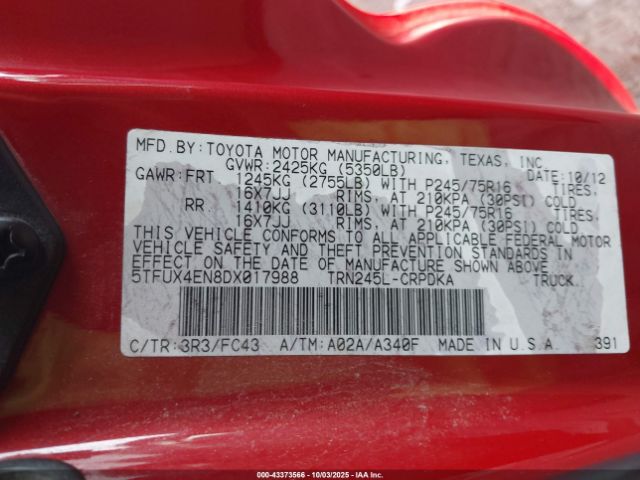 MFD.BY:TOYOTA MOTOR MANUFACTURING, TEXAS, INC.
GVWR:2425KG (5350LB) DATE:10/12
GAWR:FRT 1245KG (2755LB) WITH P245/75R16 TIRES,
16X7JJ RIMS, AT 210KPA (30PSI) COLD
RR 1410KG (3110LB) WITH P245/75R16 TIRES,
16X7JJ RIMS, AT 210KPA (30PSI) COLD
THIS VEHICLE CONFORMS TO ALL APPLICABLE FEDERAL MOTOR
VEHICLE SAFETY AND THEFT PREVENTION STANDARDS IN
EFFECT ON THE DATE OF MANUFACTURE SHOWN ABOVE.
5TFUX4EN8DX017988 TRN245L-CRPDKA TRUCK.
C/TR:3R3/FC43 A/TM:A02A/A340F MADE IN U.S.A. 391
000-43373566 - 10/03/2025 - IAA Inc.